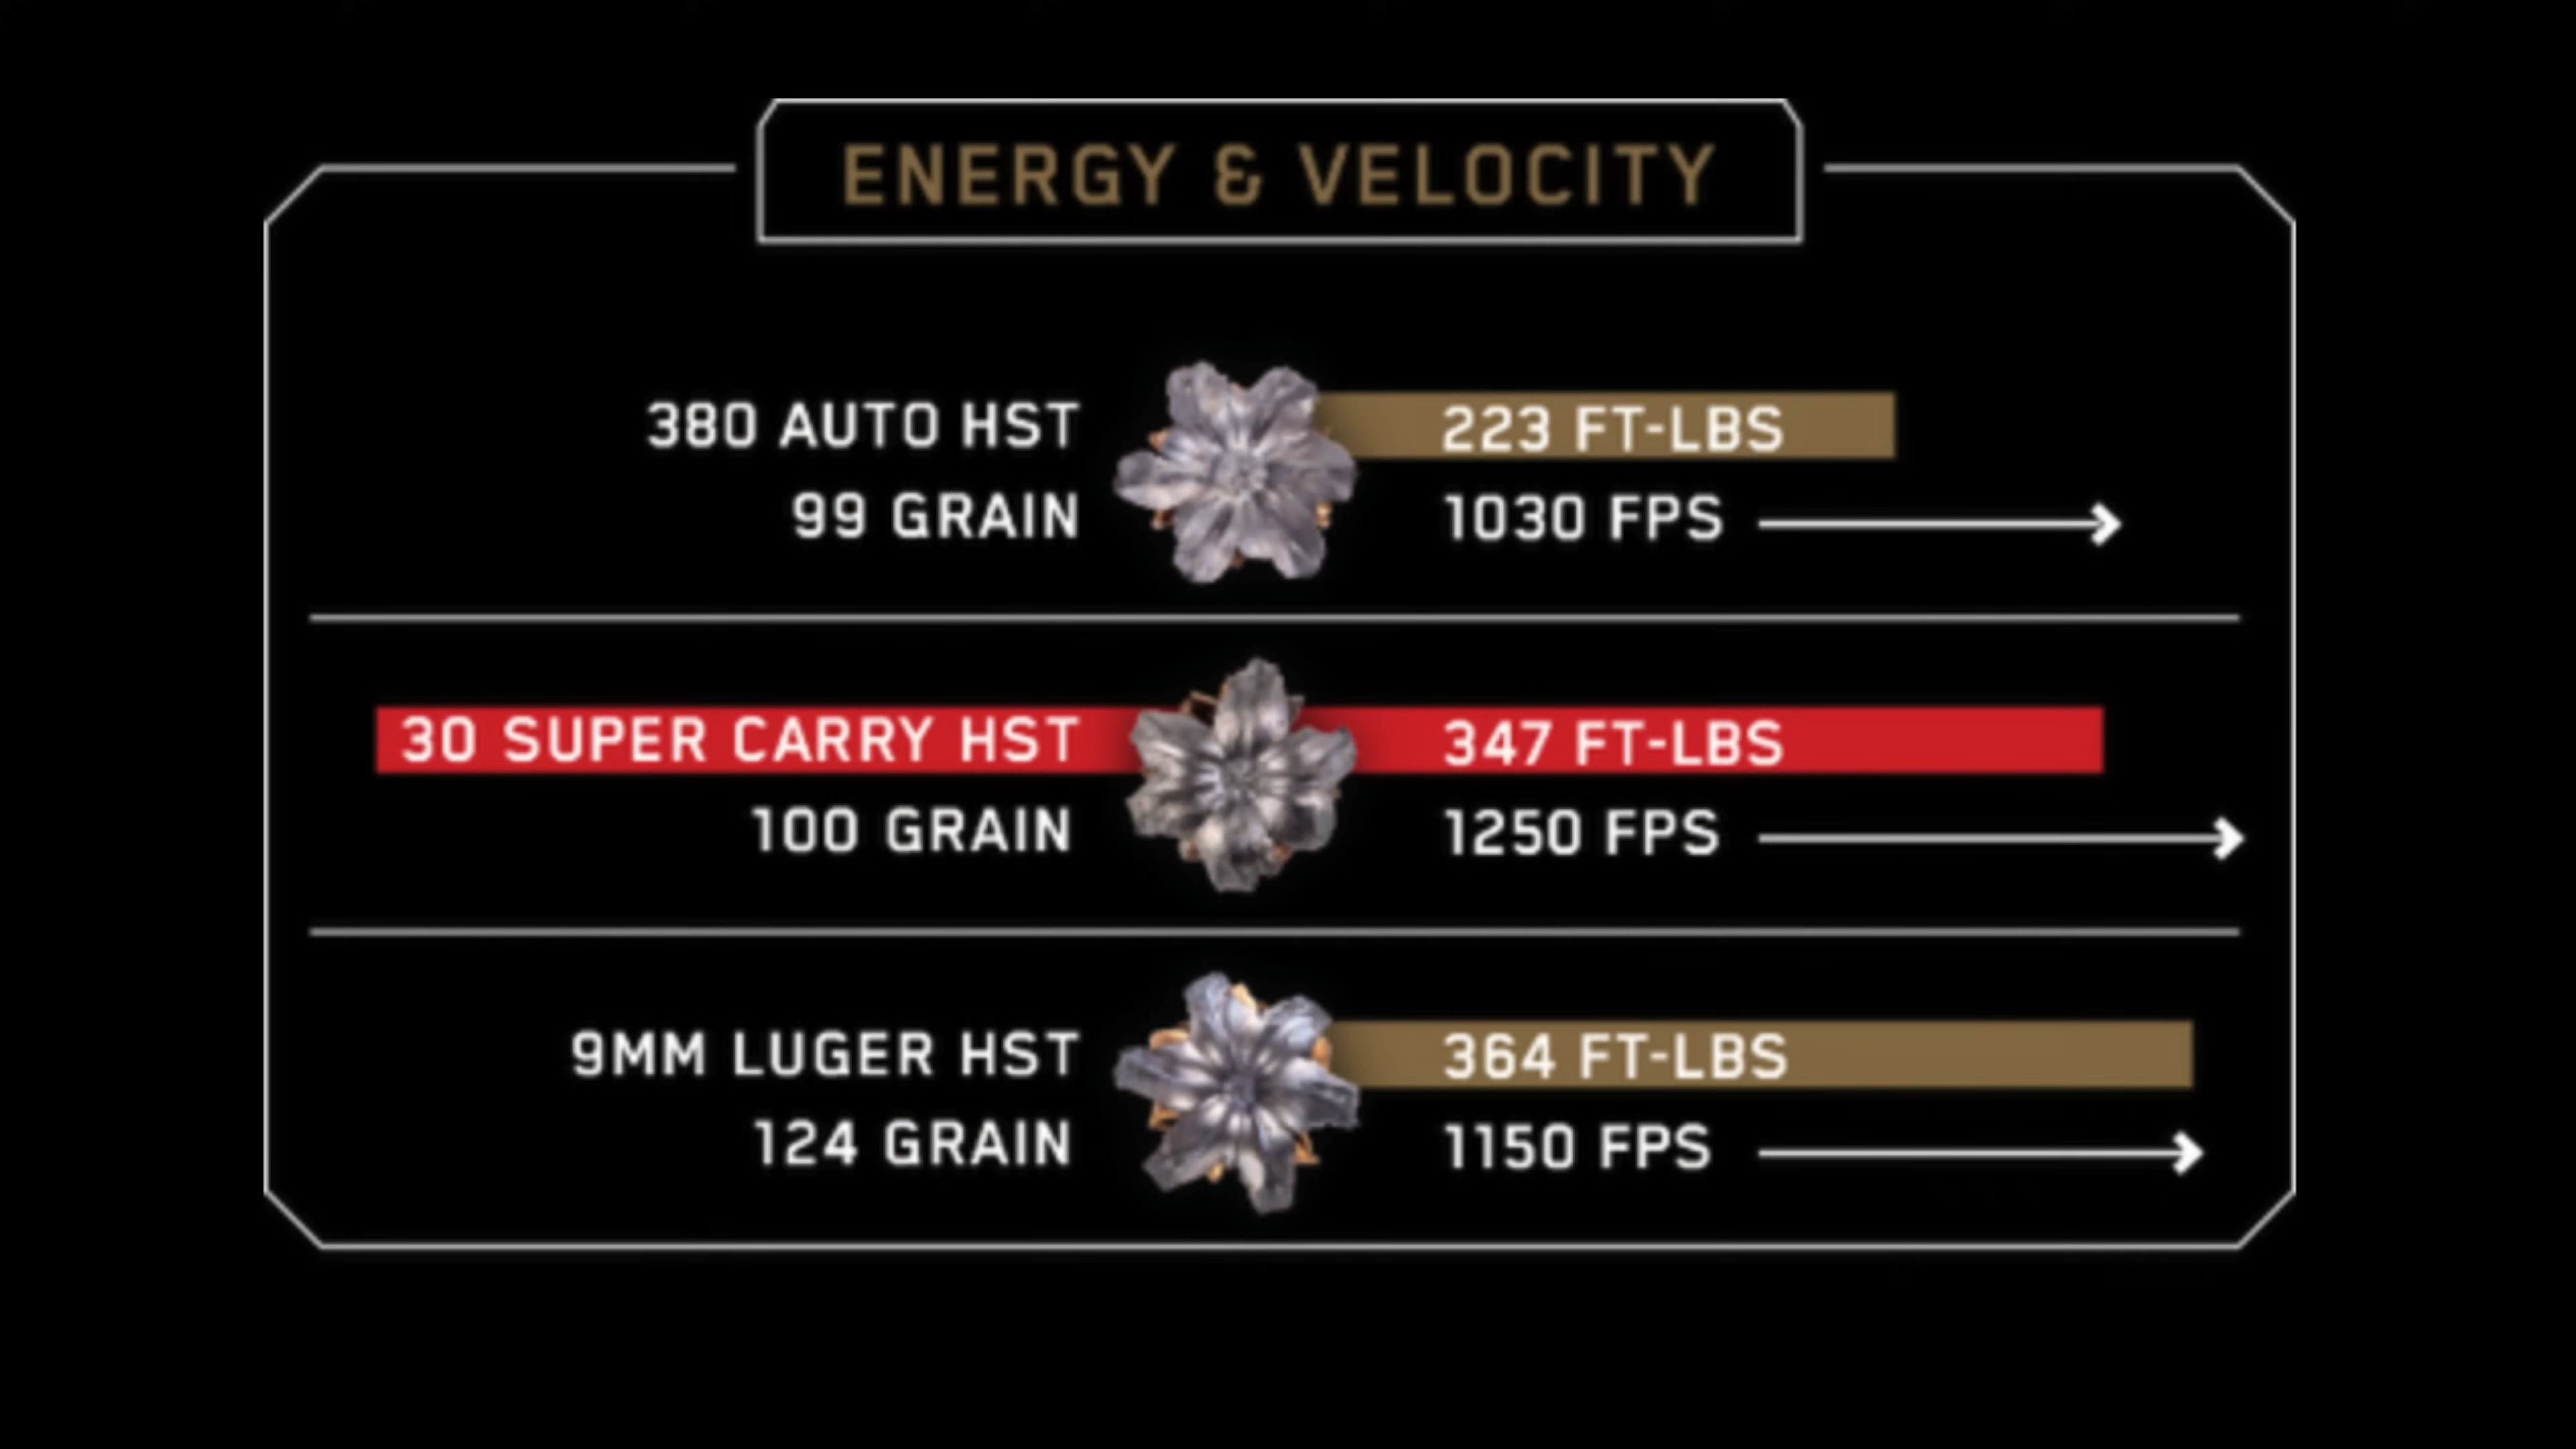 ENERGY & VELOCITY
380 AUTO HST
223 FT-LBS
99 GRAIN
1030 FPS
30 SUPER CARRY HST
347 FT-LBS
100 GRAIN
1250 FPS
9MM LUGER HST
364 FT-LBS
124 GRAIN
1150 FPS